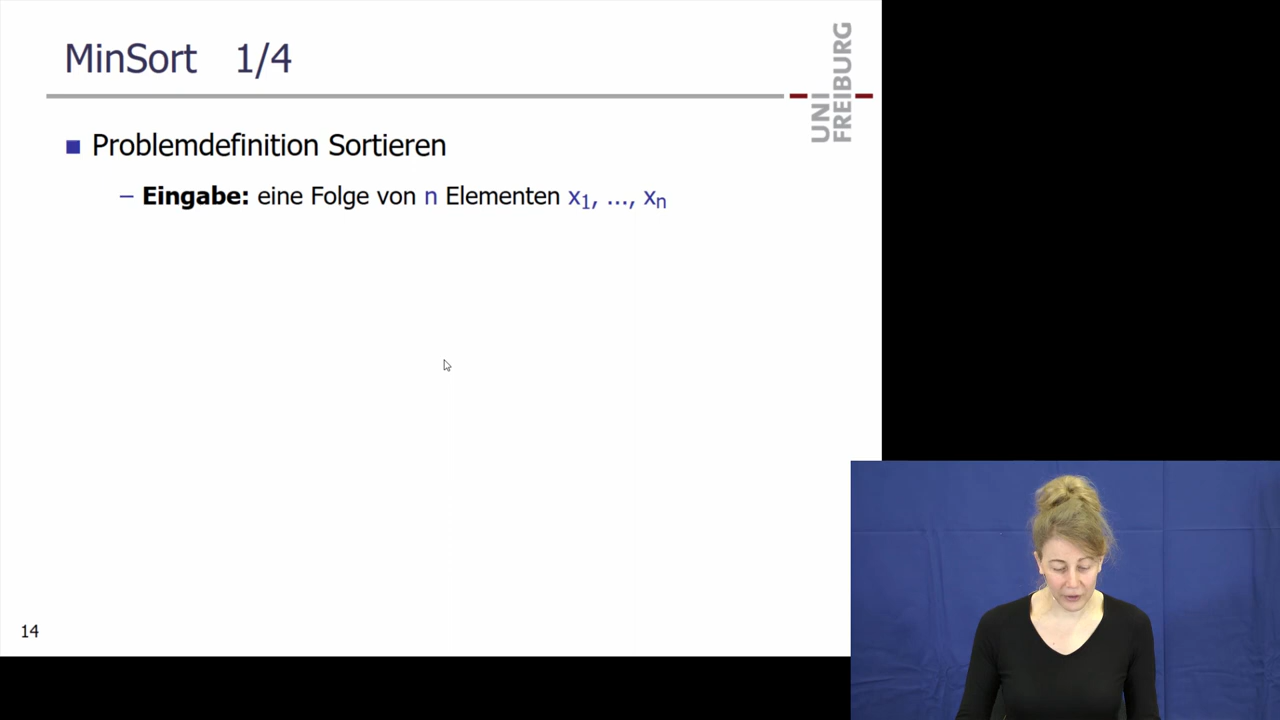 MinSort 1/4
UNI
FREIBURG
Problemdefinition Sortieren
– Eingabe: eine Folge von n Elementen x1, ..., xn
14